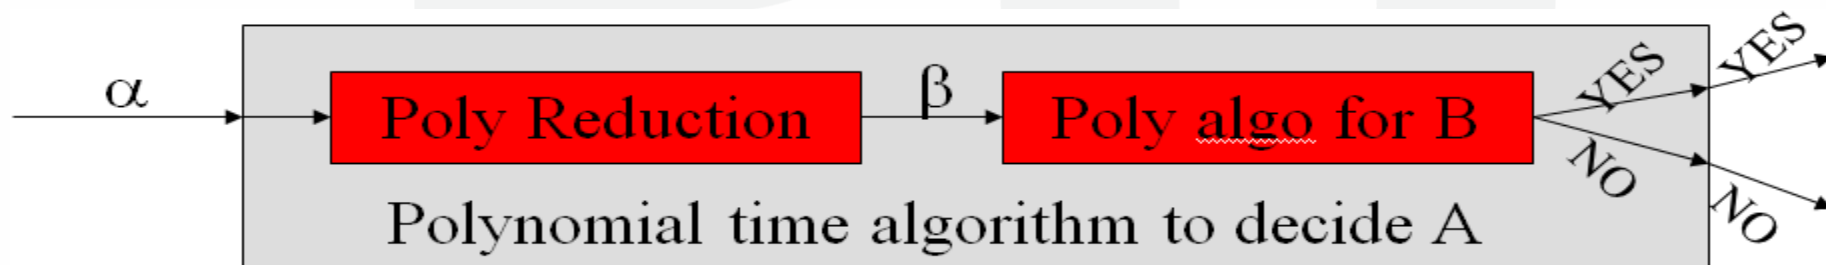 α
Poly Reduction
β
Poly algo for B
YES
YES
NO
NO
Polynomial time algorithm to decide A